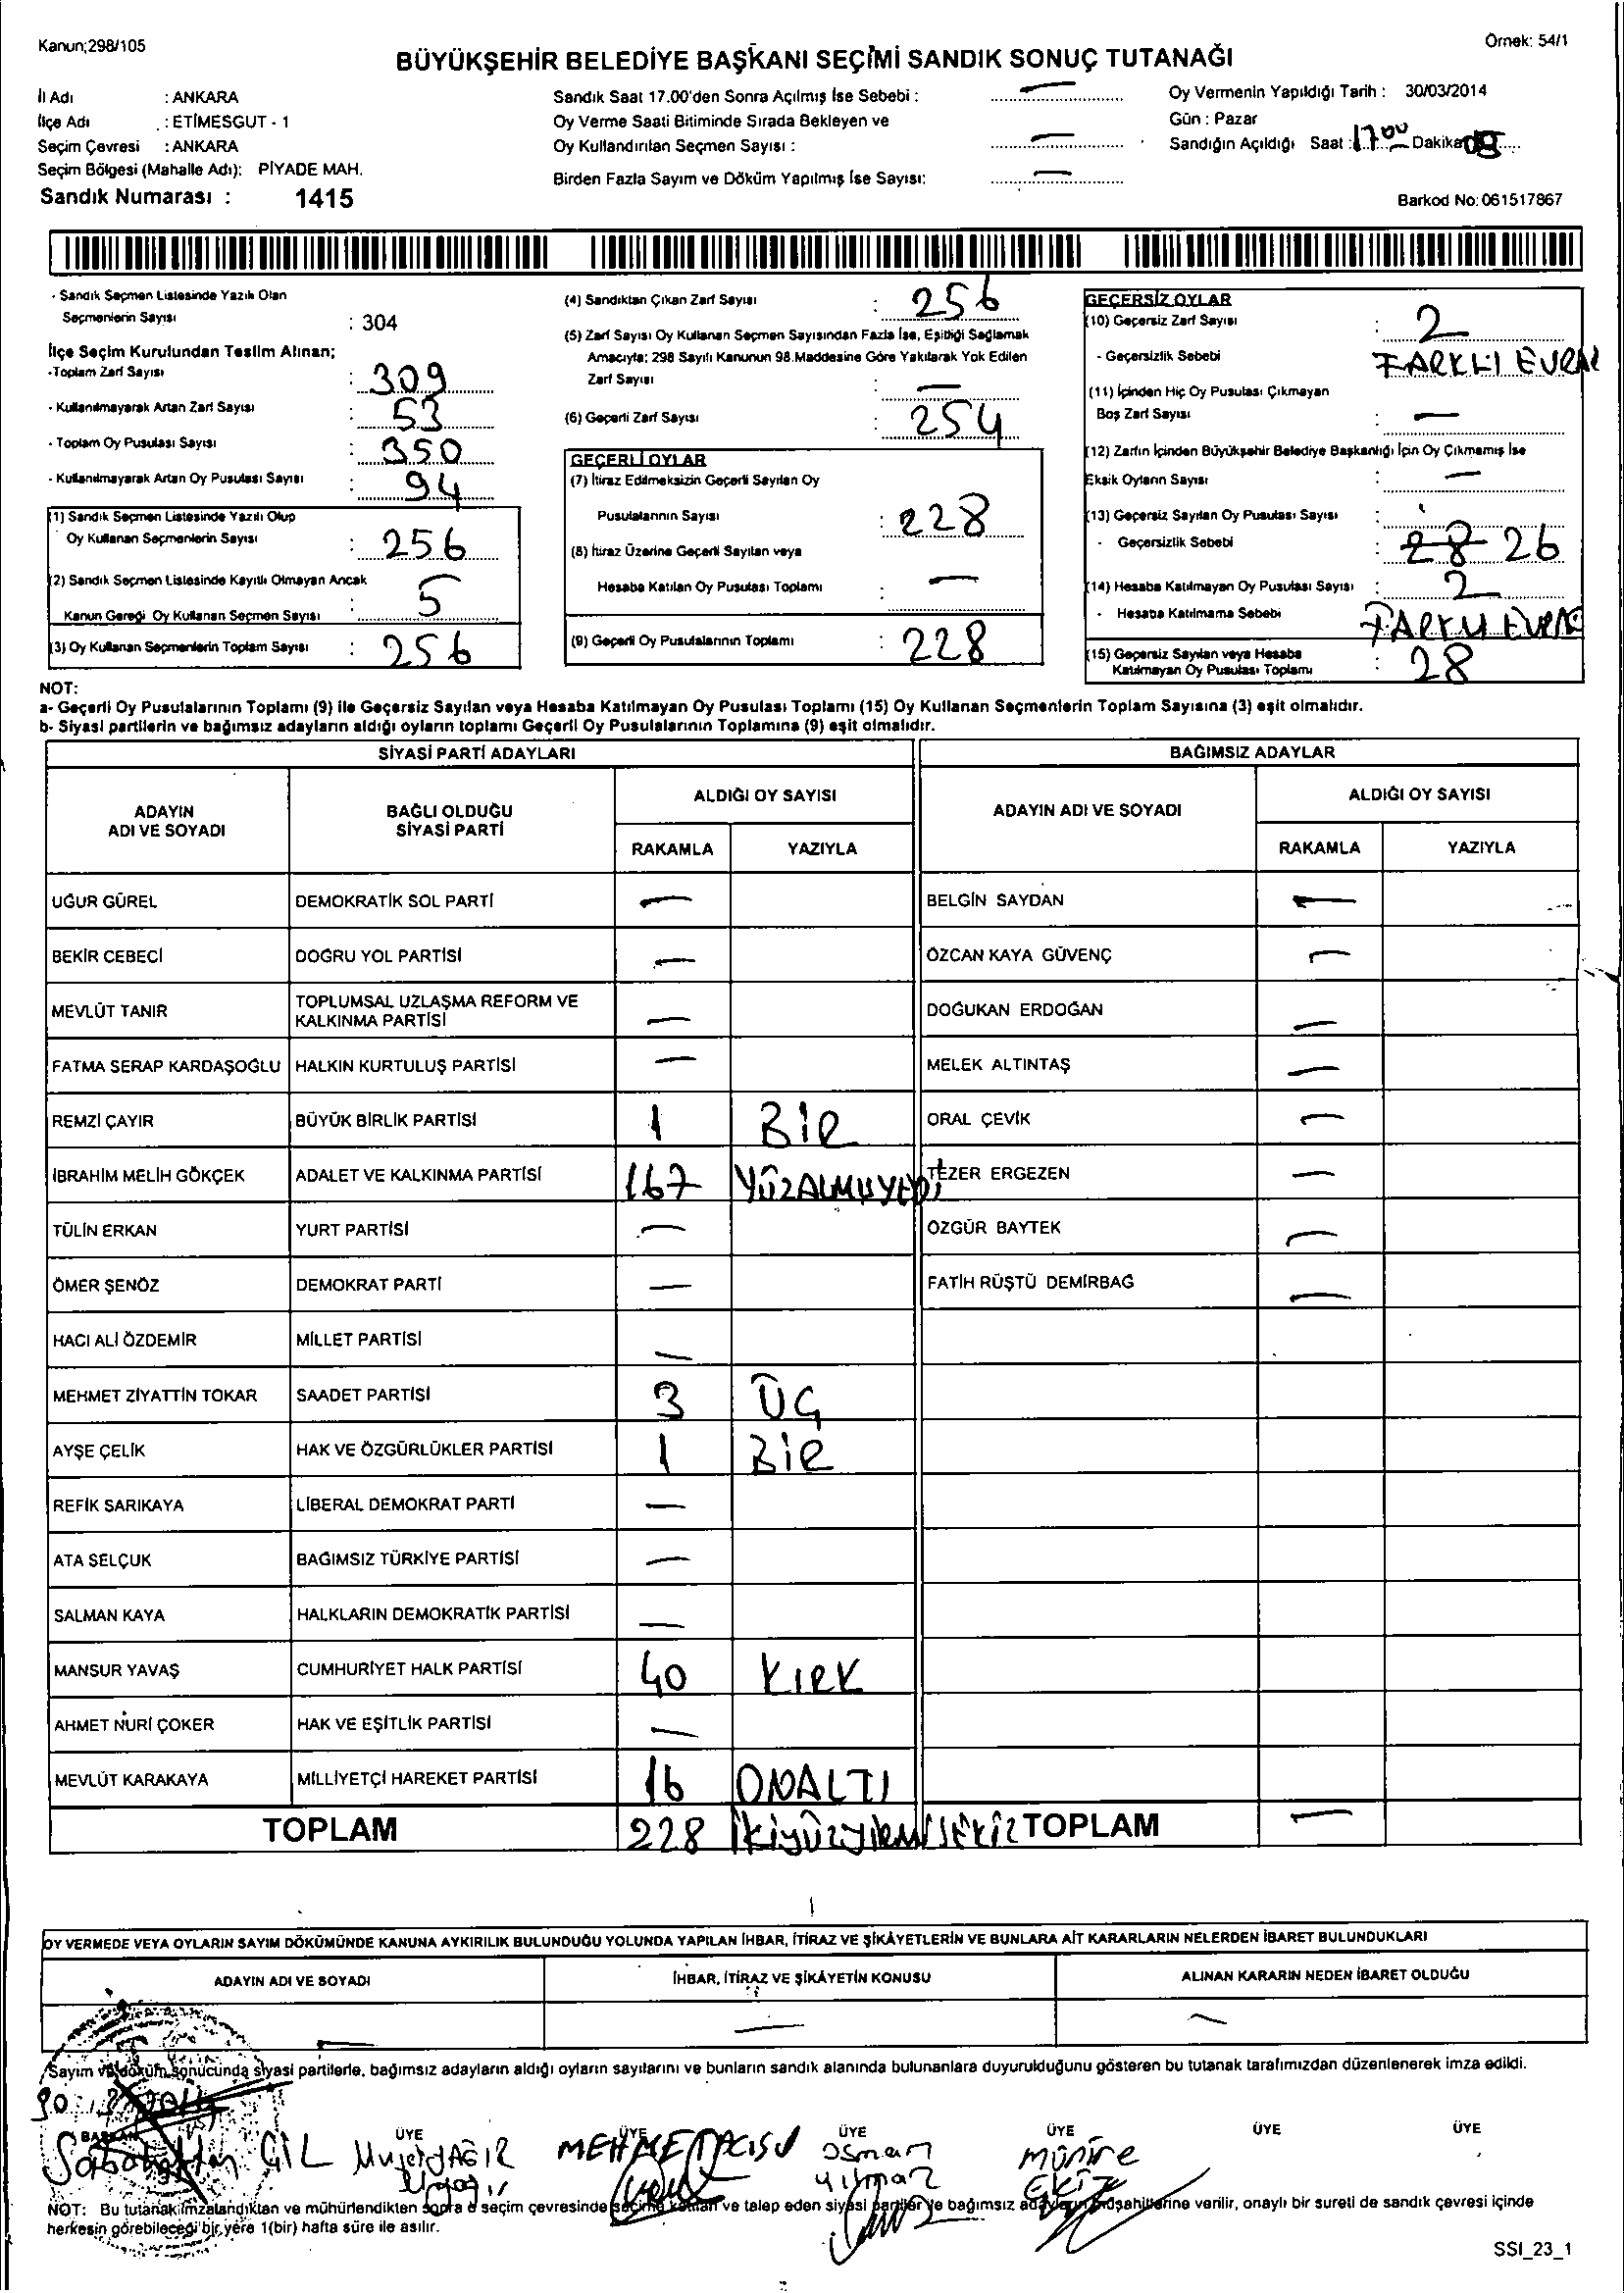 Kanun;298/105
Örnek: 54/1
BÜYÜKŞEHİR BELEDİYE BAŞKANI SEÇİMİ SANDIK SONUÇ TUTANAĞI
İl Adı : ANKARA
İlçe Adı : ETİMESGUT - 1
Seçim Çevresi : ANKARA
Seçim Bölgesi (Mahalle Adı): PİYADE MAH.
Sandık Numarası : 1415
Sandık Saat 17.00'den Sonra Açılmış İse Sebebi : —
Oy Verme Saati Bitiminde Sırada Bekleyen ve
Oy Kullandırılan Seçmen Sayısı : —
Birden Fazla Sayım ve Döküm Yapılmış İse Sayısı: —
Oy Vermenin Yapıldığı Tarih : 30/03/2014
Gün : Pazar
Sandığın Açıldığı Saat : 17 00 Dakika
Barkod No: 061517867
- Sandık Seçmen Listesinde Yazılı Olan
Seçmenlerin Sayısı : 304
İlçe Seçim Kurulundan Teslim Alınan;
-Toplam Zarf Sayısı : 309
- Kullanılmayarak Artan Zarf Sayısı : 53
- Toplam Oy Pusulası Sayısı : 350
- Kullanılmayarak Artan Oy Pusulası Sayısı : 94
(1) Sandık Seçmen Listesinde Yazılı Olup
Oy Kullanan Seçmenlerin Sayısı : 256
(2) Sandık Seçmen Listesinde Kayıtlı Olmayan Ancak
Kanun Gereği Oy Kullanan Seçmen Sayısı : 5
(3) Oy Kullanan Seçmenlerin Toplam Sayısı : 256
(4) Sandıktan Çıkan Zarf Sayısı : 256
(5) Zarf Sayısı Oy Kullanan Seçmen Sayısından Fazla İse, Eşitliği Sağlamak
Amacıyla; 298 Sayılı Kanunun 98.Maddesine Göre Yakılarak Yok Edilen
Zarf Sayısı : —
(6) Geçerli Zarf Sayısı : 254
GEÇERLİ OYLAR
(7) İtiraz Edilmeksizin Geçerli Sayılan Oy
Pusulalarının Sayısı : 228
(8) İtiraz Üzerine Geçerli Sayılan veya
Hesaba Katılan Oy Pusulası Toplamı : —
(9) Geçerli Oy Pusulalarının Toplamı : 228
GEÇERSİZ OYLAR
(10) Geçersiz Zarf Sayısı : 2
- Geçersizlik Sebebi FARKLI EVRAK
(11) İçinden Hiç Oy Pusulası Çıkmayan
Boş Zarf Sayısı : —
(12) Zarfın İçinden Büyükşehir Belediye Başkanlığı İçin Oy Çıkmamış İse
Eksik Oyların Sayısı : —
(13) Geçersiz Sayılan Oy Pusulası Sayısı :
- Geçersizlik Sebebi : 28 26
(14) Hesaba Katılmayan Oy Pusulası Sayısı : 2
- Hesaba Katılmama Sebebi FARKLI EVRAK
(15) Geçersiz Sayılan veya Hesaba
Katılmayan Oy Pusulası Toplamı : 28
NOT:
a- Geçerli Oy Pusulalarının Toplamı (9) ile Geçersiz Sayılan veya Hesaba Katılmayan Oy Pusulası Toplamı (15) Oy Kullanan Seçmenlerin Toplam Sayısına (3) eşit olmalıdır.
b- Siyasi partilerin ve bağımsız adayların aldığı oyların toplamı Geçerli Oy Pusulalarının Toplamına (9) eşit olmalıdır.
SİYASİ PARTİ ADAYLARI
BAĞIMSIZ ADAYLAR
ADAYIN ADI VE SOYADI
BAĞLI OLDUĞU SİYASİ PARTİ
ALDIĞI OY SAYISI
RAKAMLA YAZIYLA
ADAYIN ADI VE SOYADI
ALDIĞI OY SAYISI
RAKAMLA YAZIYLA
UĞUR GÜREL DEMOKRATİK SOL PARTİ — BELGİN SAYDAN —
BEKİR CEBECİ DOĞRU YOL PARTİSİ — ÖZCAN KAYA GÜVENÇ —
MEVLÜT TANIR TOPLUMSAL UZLAŞMA REFORM VE KALKINMA PARTİSİ — DOĞUKAN ERDOĞAN —
FATMA SERAP KARDAŞOĞLU HALKIN KURTULUŞ PARTİSİ — MELEK ALTINTAŞ —
REMZİ ÇAYIR BÜYÜK BİRLİK PARTİSİ 1 BİR ORAL ÇEVİK —
İBRAHİM MELİH GÖKÇEK ADALET VE KALKINMA PARTİSİ 167 YÜZALMIŞYEDİ TEZER ERGEZEN —
TÜLİN ERKAN YURT PARTİSİ — ÖZGÜR BAYTEK —
ÖMER ŞENÖZ DEMOKRAT PARTİ — FATİH RÜŞTÜ DEMİRBAĞ —
HACI ALİ ÖZDEMİR MİLLET PARTİSİ —
MEHMET ZİYATTİN TOKAR SAADET PARTİSİ 3 ÜÇ
AYŞE ÇELİK HAK VE ÖZGÜRLÜKLER PARTİSİ 1 BİR
REFİK SARIKAYA LİBERAL DEMOKRAT PARTİ —
ATA SELÇUK BAĞIMSIZ TÜRKİYE PARTİSİ —
SALMAN KAYA HALKLARIN DEMOKRATİK PARTİSİ —
MANSUR YAVAŞ CUMHURİYET HALK PARTİSİ 40 KIRK
AHMET NURİ ÇOKER HAK VE EŞİTLİK PARTİSİ —
MEVLÜT KARAKAYA MİLLİYETÇİ HAREKET PARTİSİ 16 ONALTI
TOPLAM 228 İkiyüzyirmisekiz TOPLAM —
OY VERMEDE VEYA OYLARIN SAYIM DÖKÜMÜNDE KANUNA AYKIRILIK BULUNDUĞU YOLUNDA YAPILAN İHBAR, İTİRAZ VE ŞİKÂYETLERİN VE BUNLARA AİT KARARLARIN NELERDEN İBARET BULUNDUKLARI
ADAYIN ADI VE SOYADI İHBAR, İTİRAZ VE ŞİKÂYETİN KONUSU ALINAN KARARIN NEDEN İBARET OLDUĞU
— — —
Sayım ve döküm sonucunda siyasi partilerle, bağımsız adayların aldığı oyların sayılarını ve bunların sandık alanında bulunanlara duyurulduğunu gösteren bu tutanak tarafımızdan düzenlenerek imza edildi.
30 3 2014
BAŞKAN ÜYE ÜYE ÜYE ÜYE ÜYE ÜYE
Sabahattin GİL MEHMET Osman Yılmaz Münire
NOT: Bu tutanak imzalandıktan ve mühürlendikten sonra o seçim çevresinde seçime katılan ve talep eden siyasi partiler ve bağımsız adayların müşahitlerine verilir, onaylı bir sureti de sandık çevresi içinde
herkesin görebileceği bir yere 1(bir) hafta süre ile asılır.
SSI_23_1